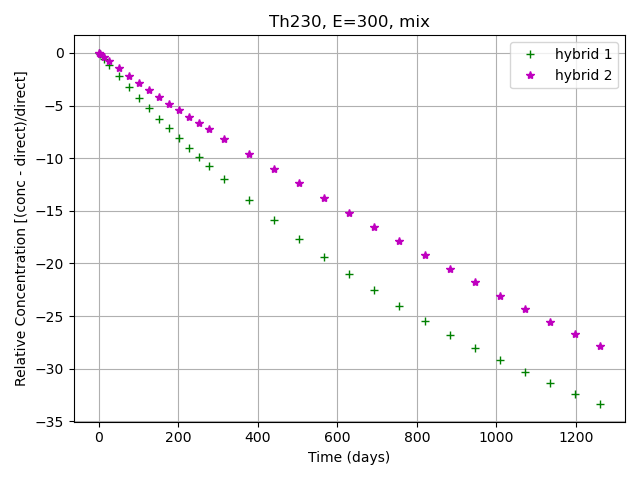 Th230, E=300, mix
hybrid 1
hybrid 2
Relative Concentration [(conc - direct)/direct]
0
−5
−10
−15
−20
−25
−30
−35
0 200 400 600 800 1000 1200
Time (days)